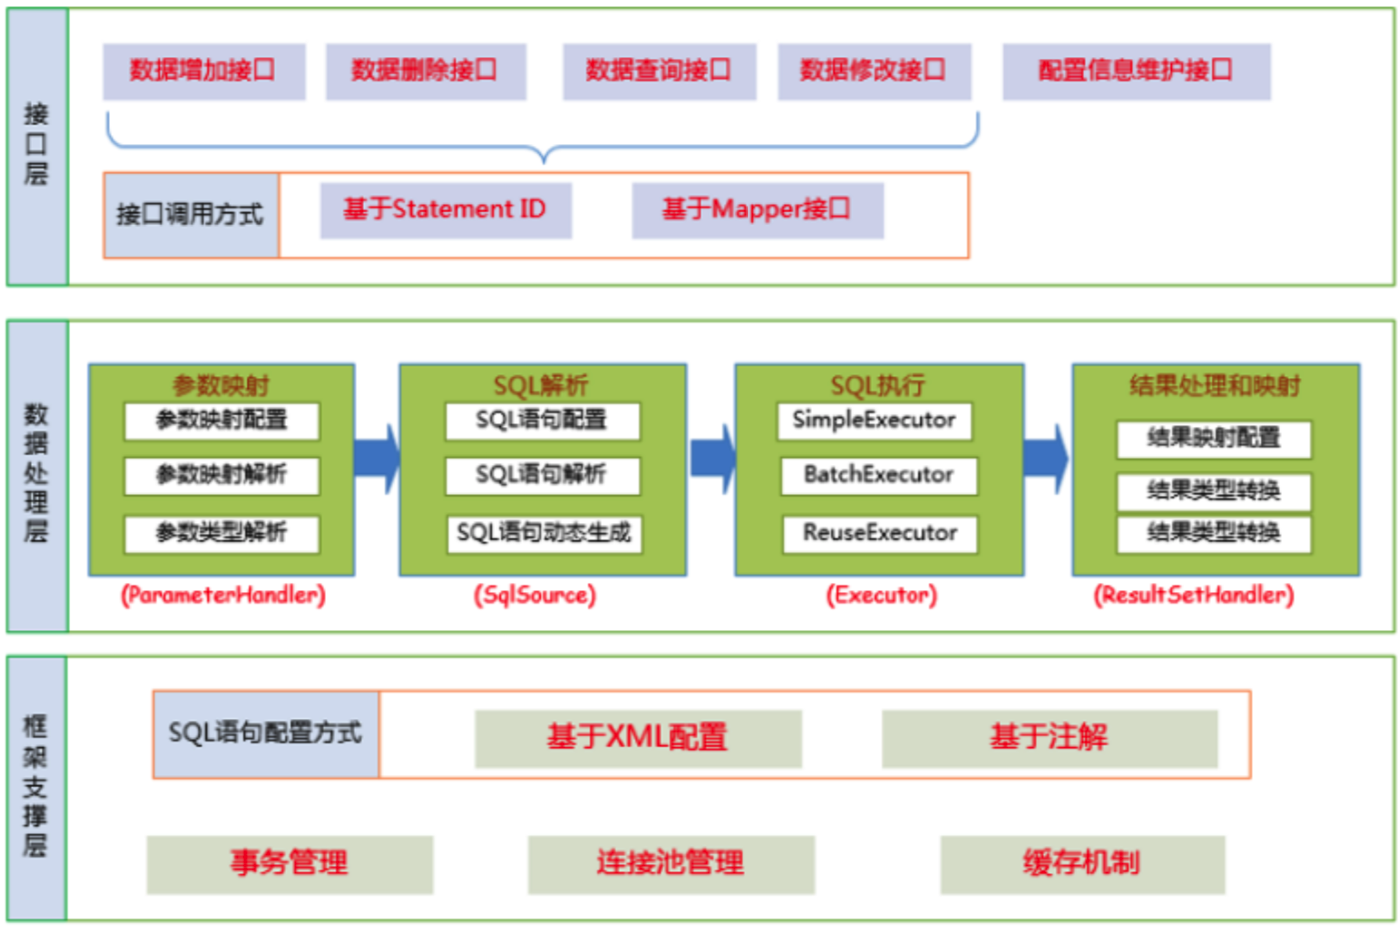 接口层
数据增加接口
数据删除接口
数据查询接口
数据修改接口
配置信息维护接口
接口调用方式
基于Statement ID
基于Mapper接口
数据处理层
参数映射
参数映射配置
参数映射解析
参数类型解析
(ParameterHandler)
SQL解析
SQL语句配置
SQL语句解析
SQL语句动态生成
(SqlSource)
SQL执行
SimpleExecutor
BatchExecutor
ReuseExecutor
(Executor)
结果处理和映射
结果映射配置
结果类型转换
结果类型转换
(ResultSetHandler)
框架支撑层
SQL语句配置方式
基于XML配置
基于注解
事务管理
连接池管理
缓存机制